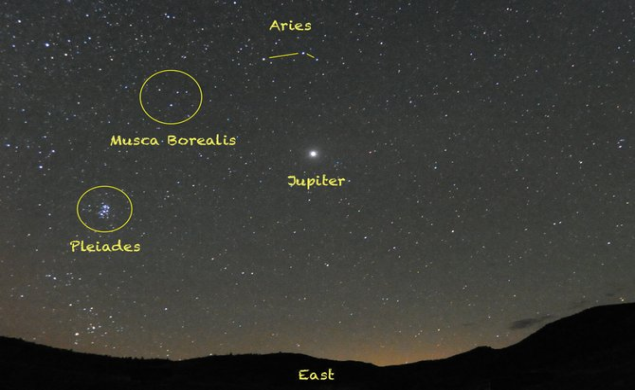 Aries
Musca Borealis
Jupiter
Pleiades
East